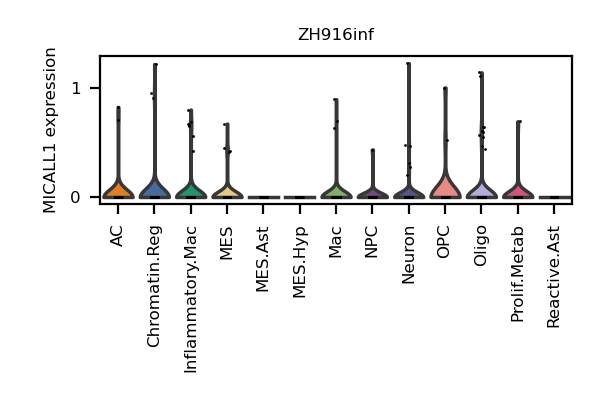 ZH916inf
MICALL1 expression
1
0
AC
Chromatin.Reg
Inflammatory.Mac
MES
MES.Ast
MES.Hyp
Mac
NPC
Neuron
OPC
Oligo
Prolif.Metab
Reactive.Ast